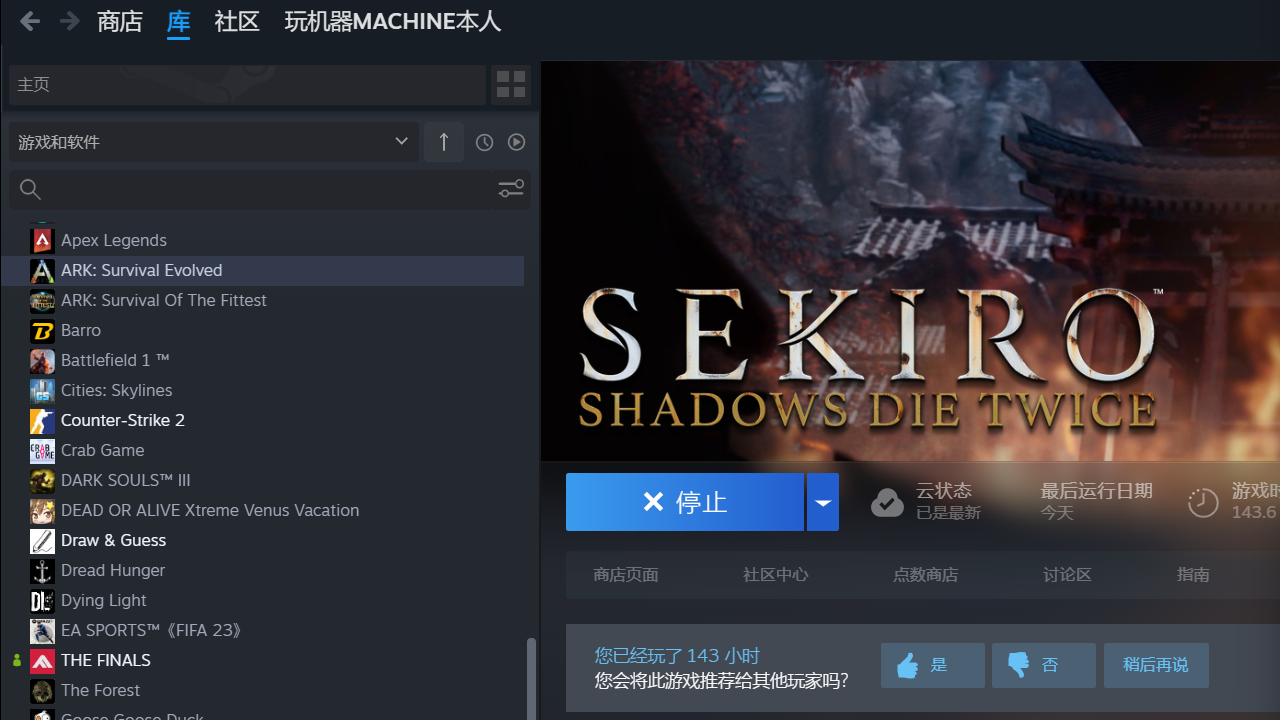 商店 库 社区 玩机器MACHINE本人
主页
游戏和软件
Apex Legends
ARK: Survival Evolved
ARK: Survival Of The Fittest
Barro
Battlefield 1 ™
Cities: Skylines
Counter-Strike 2
Crab Game
DARK SOULS™ III
DEAD OR ALIVE Xtreme Venus Vacation
Draw & Guess
Dread Hunger
Dying Light
EA SPORTS™《FIFA 23》
THE FINALS
The Forest
Goose Goose Duck
SEKIRO™
SHADOWS DIE TWICE
停止
云状态
已是最新
最后运行日期
今天
游戏时
143.6
商店页面 社区中心 点数商店 讨论区 指南
您已经玩了 143 小时
您会将此游戏推荐给其他玩家吗?
是 否 稍后再说